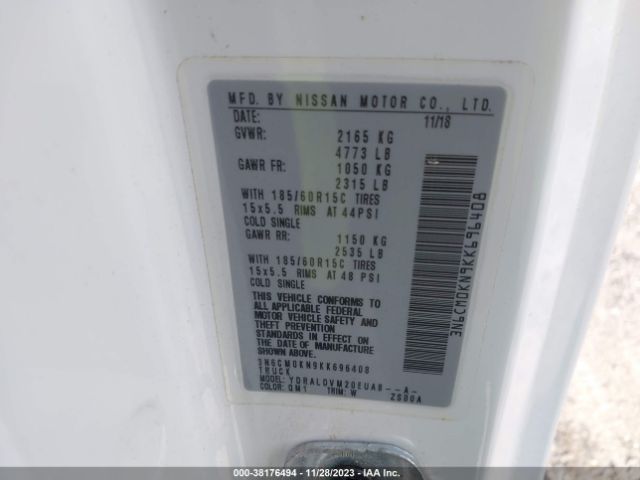 MFD. BY NISSAN MOTOR CO., LTD.
DATE: 11/18
GVWR: 2165 KG
4773 LB
GAWR FR: 1050 KG
2315 LB
WITH 185/60R15C TIRES
15x5.5 RIMS AT 44PSI
COLD SINGLE
GAWR RR: 1150 KG
2535 LB
WITH 185/60R15C TIRES
15x5.5 RIMS AT 48 PSI
COLD SINGLE
THIS VEHICLE CONFORMS TO
ALL APPLICABLE FEDERAL
MOTOR VEHICLE SAFETY AND
THEFT PREVENTION
STANDARDS IN EFFECT ON
THE DATE OF MANUFACTURE
SHOWN ABOVE.
3N6CM0KN9KK696408
TRUCK
MODEL: YDRALDVM20EUAB--A-
COLOR: QM1 TRIM: W ZSB0A
3N6CM0KN9KK696408
000-38176494 - 11/28/2023 - IAA Inc.